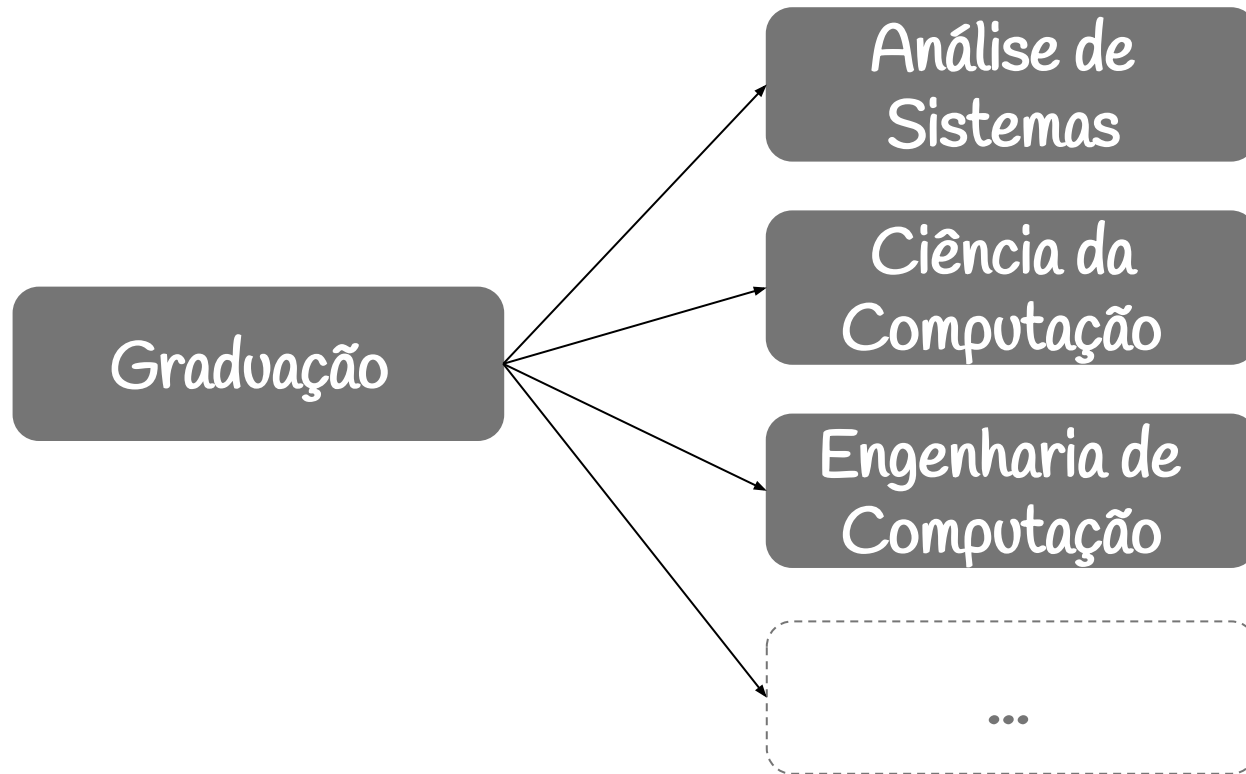 Análise de
Sistemas
Ciência da
Computação
Graduação
Engenharia de
Computação
...